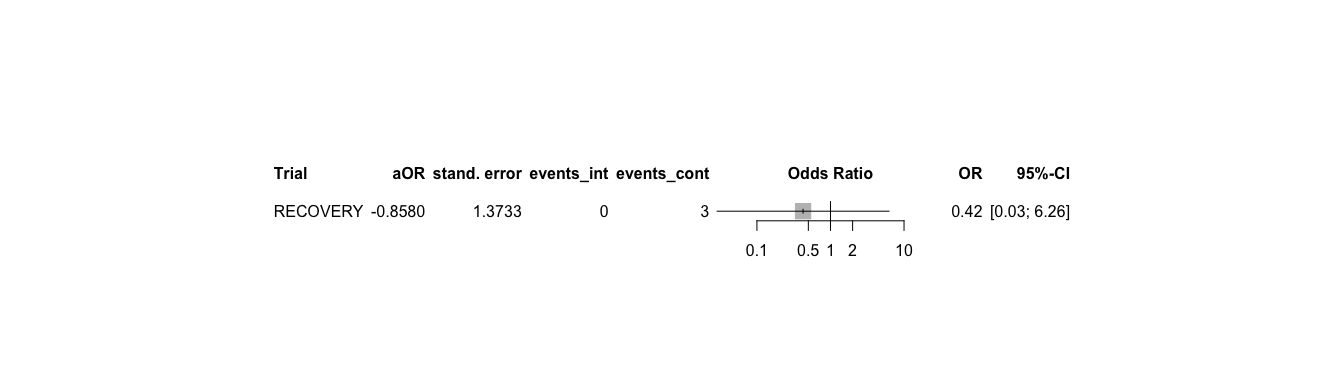 Trial aOR stand. error events_int events_cont Odds Ratio OR 95%-CI
RECOVERY -0.8580 1.3733 0 3 0.42 [0.03; 6.26]
0.1 0.5 1 2 10